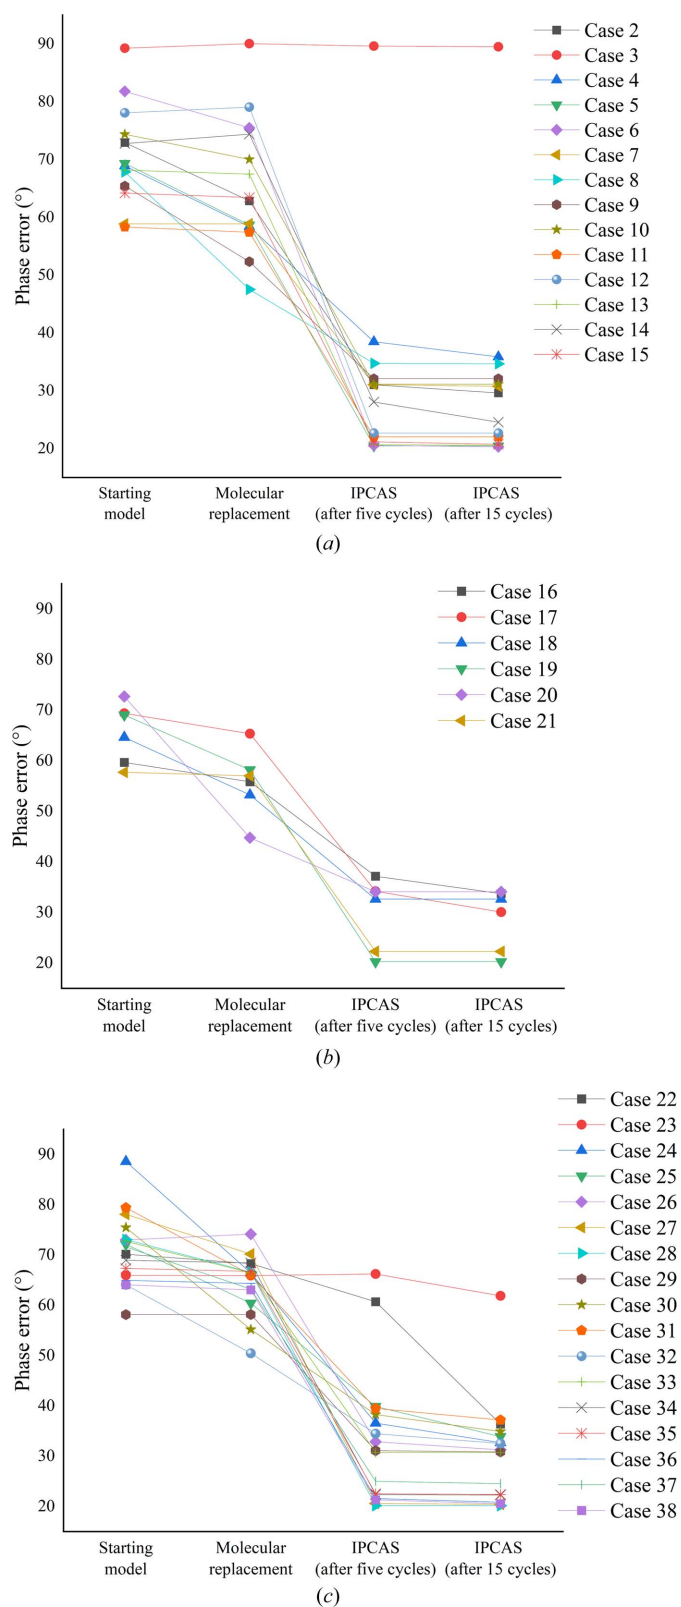 90
80
70
60
50
40
30
20
Phase error (°)
Starting
model
Molecular
replacement
IPCAS
(after five cycles)
IPCAS
(after 15 cycles)
Case 2
Case 3
Case 4
Case 5
Case 6
Case 7
Case 8
Case 9
Case 10
Case 11
Case 12
Case 13
Case 14
Case 15
(a)
90
80
70
60
50
40
30
20
Phase error (°)
Starting
model
Molecular
replacement
IPCAS
(after five cycles)
IPCAS
(after 15 cycles)
Case 16
Case 17
Case 18
Case 19
Case 20
Case 21
(b)
90
80
70
60
50
40
30
20
Phase error (°)
Starting
model
Molecular
replacement
IPCAS
(after five cycles)
IPCAS
(after 15 cycles)
Case 22
Case 23
Case 24
Case 25
Case 26
Case 27
Case 28
Case 29
Case 30
Case 31
Case 32
Case 33
Case 34
Case 35
Case 36
Case 37
Case 38
(c)